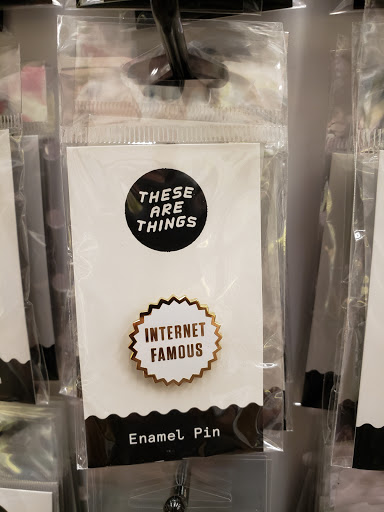 THESE
ARE
THINGS
INTERNET
FAMOUS
Enamel Pin